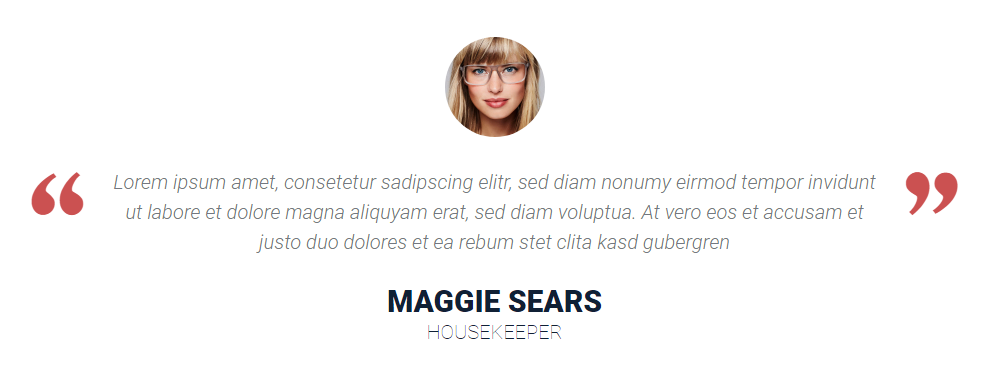 “ Lorem ipsum amet, consetetur sadipscing elitr, sed diam nonumy eirmod tempor invidunt ”
ut labore et dolore magna aliquyam erat, sed diam voluptua. At vero eos et accusam et
justo duo dolores et ea rebum stet clita kasd gubergren
MAGGIE SEARS
HOUSEKEEPER